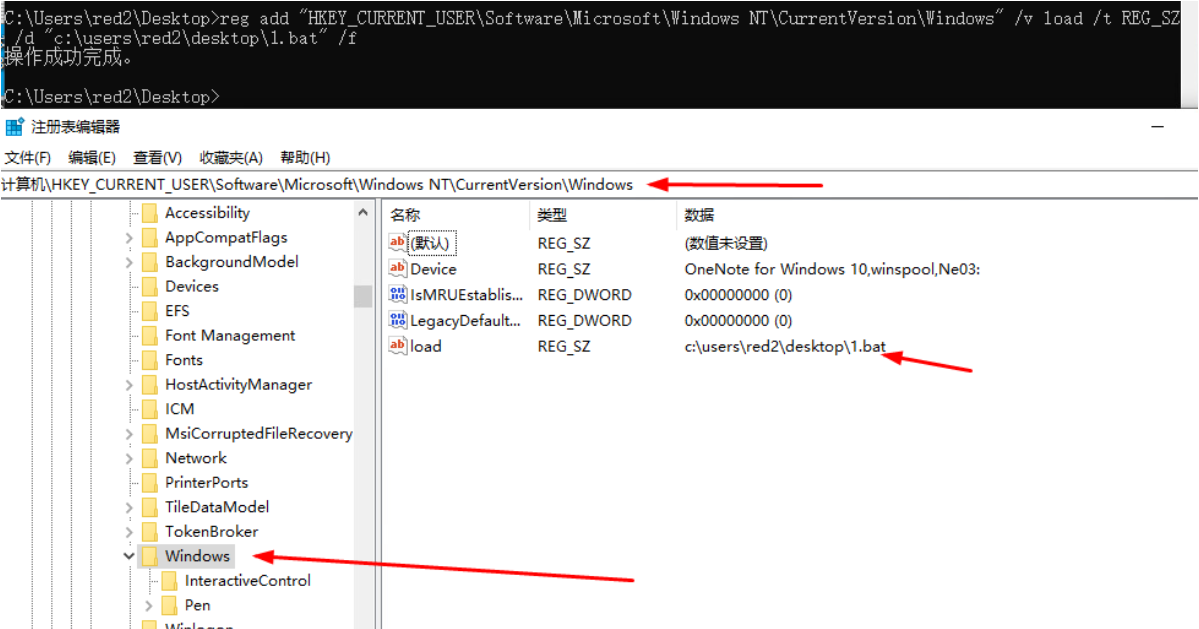 C:\Users\red2\Desktop>reg add "HKEY_CURRENT_USER\Software\Microsoft\Windows NT\CurrentVersion\Windows" /v load /t REG_SZ
/d "c:\users\red2\desktop\1.bat" /f
操作成功完成。
C:\Users\red2\Desktop>
注册表编辑器
文件(F) 编辑(E) 查看(V) 收藏夹(A) 帮助(H)
计算机\HKEY_CURRENT_USER\Software\Microsoft\Windows NT\CurrentVersion\Windows
Accessibility
AppCompatFlags
BackgroundModel
Devices
EFS
Font Management
Fonts
HostActivityManager
ICM
MsiCorruptedFileRecovery
Network
PrinterPorts
TileDataModel
TokenBroker
Windows
InteractiveControl
Pen
Winlogon
名称 类型 数据
(默认) REG_SZ (数值未设置)
Device REG_SZ OneNote for Windows 10,winspool,Ne03:
IsMRUEstablis... REG_DWORD 0x00000000 (0)
LegacyDefault... REG_DWORD 0x00000000 (0)
load REG_SZ c:\users\red2\desktop\1.bat